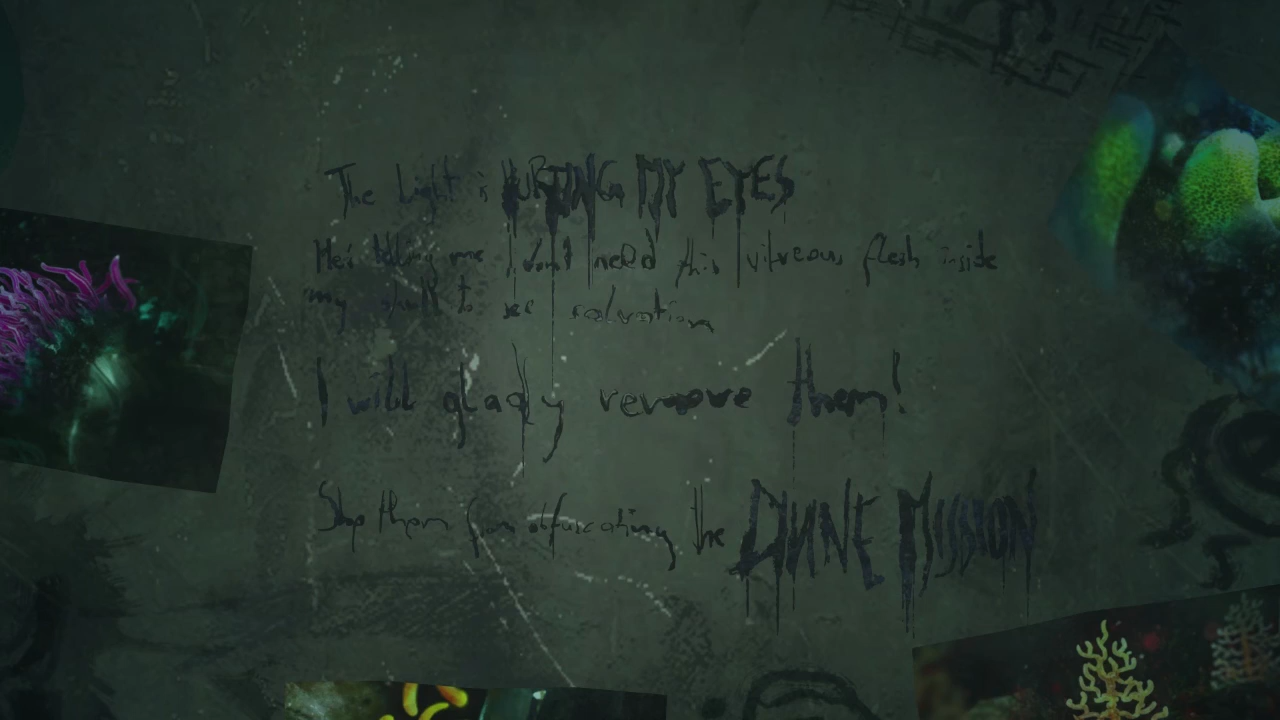 The Light is HURTING MY EYES
He's telling me I don't need this vitreous flesh inside
my skull to see salvation
I will gladly remove them!
Stop them from obfuscating the DIVINE MISSION